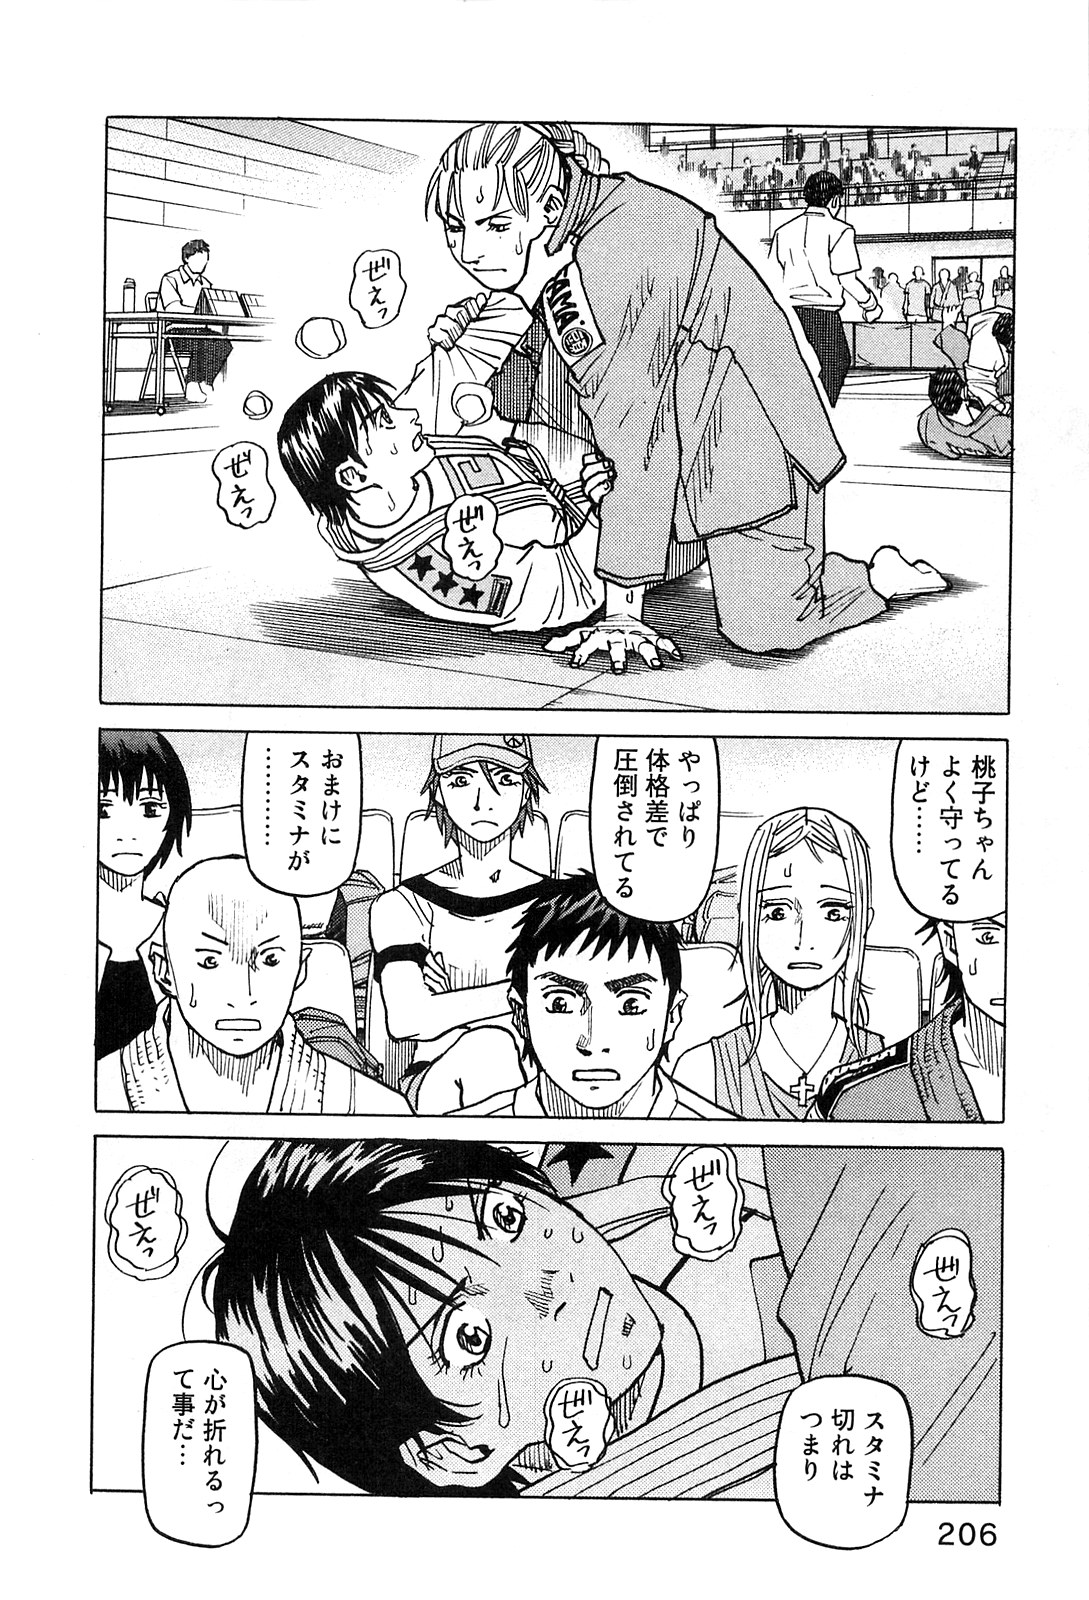 ぜえっ
ぜえっ
ぜえっ
AMA
桃子ちゃん
よく守ってる
けど……
やっぱり
体格差で
圧倒されてる
おまけに
スタミナが
…………
ぜえっ
ぜえっ
ぜえっ
ぜえっ
スタミナ
切れは
つまり
心が折れるっ
て事だ…
206